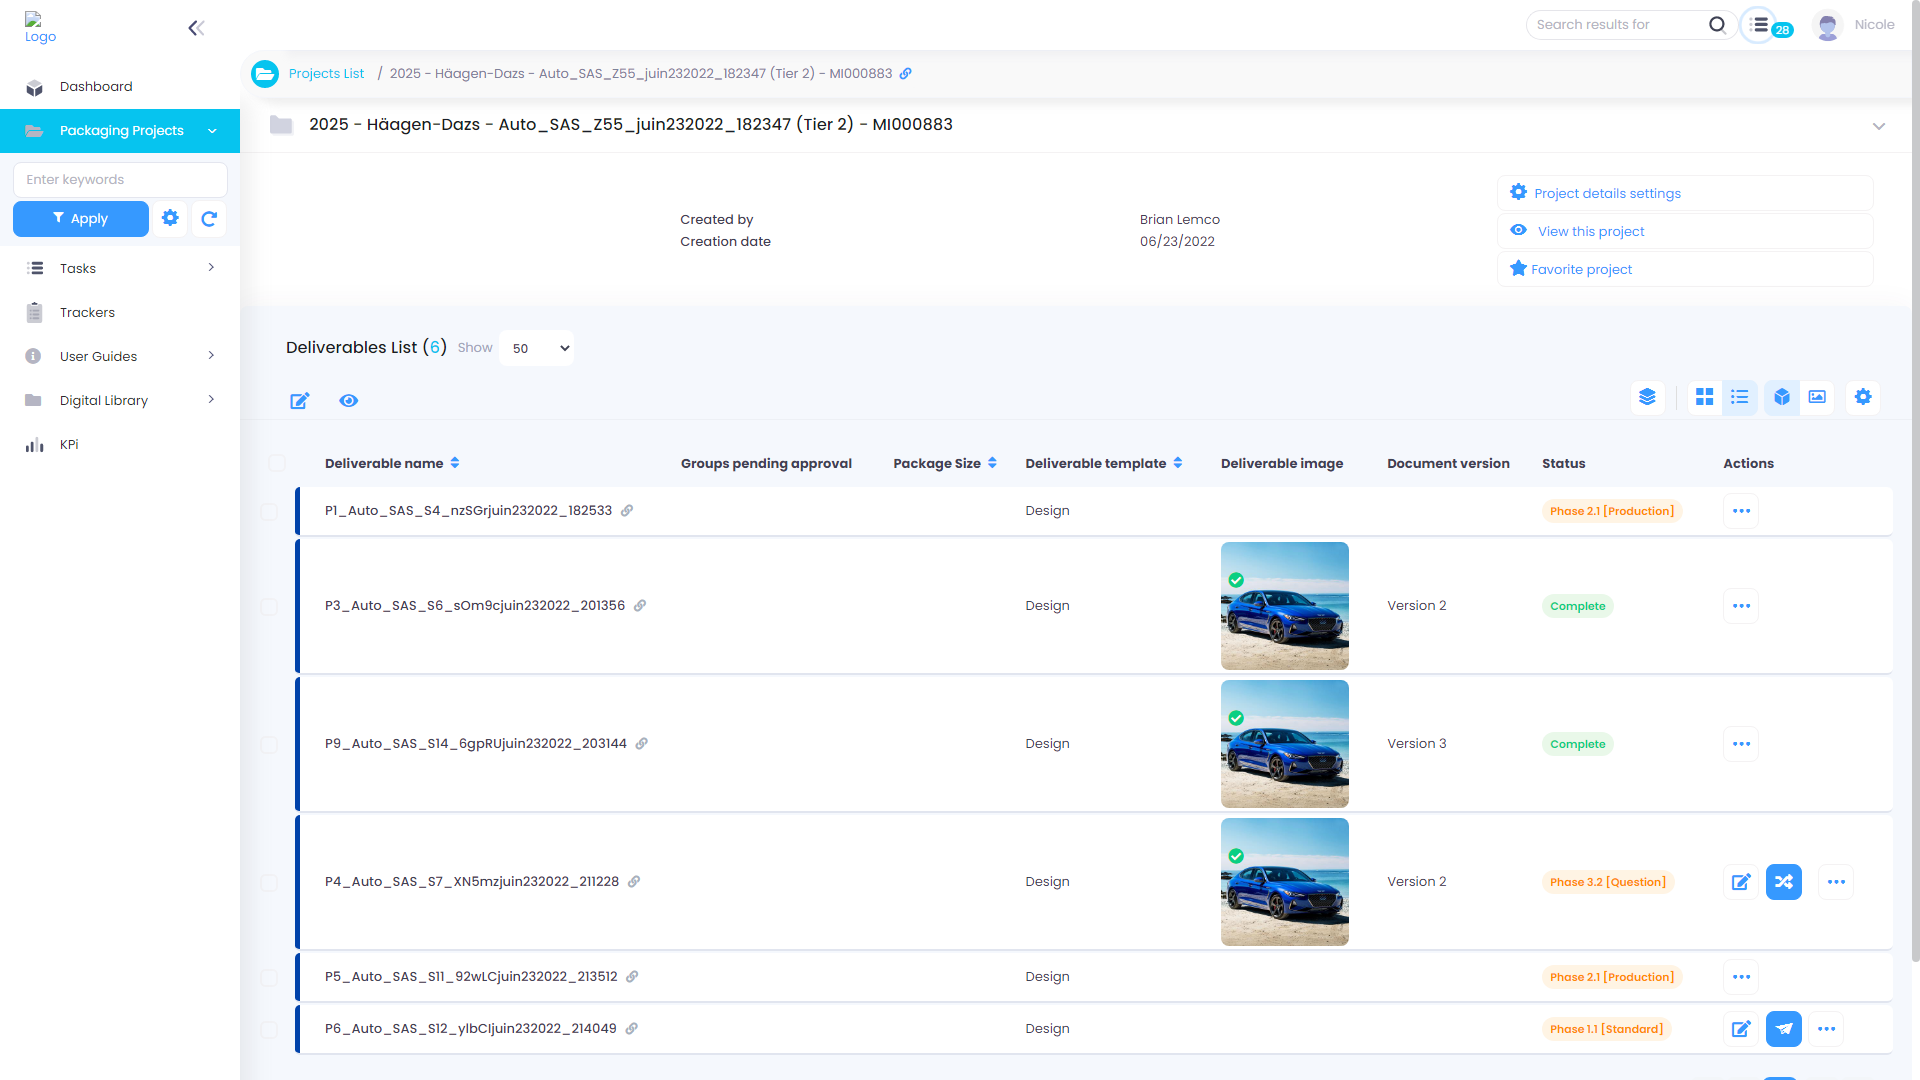 Logo
Search results for
28
Nicole
Projects List / 2025 - Häagen-Dazs - Auto_SAS_Z55_juin232022_182347 (Tier 2) - MI000883
Dashboard
Packaging Projects
2025 - Häagen-Dazs - Auto_SAS_Z55_juin232022_182347 (Tier 2) - MI000883
Enter keywords
Apply
Created by Brian Lemco
Creation date 06/23/2022
Project details settings
View this project
Favorite project
Tasks
Trackers
User Guides
Digital Library
KPi
Deliverables List (6) Show 50
Deliverable name Groups pending approval Package Size Deliverable template Deliverable image Document version Status Actions
P1_Auto_SAS_S4_nzSGrjuin232022_182533 Design Phase 2.1 [Production]
P3_Auto_SAS_S6_sOm9cjuin232022_201356 Design Version 2 Complete
P9_Auto_SAS_S14_6gpRUjuin232022_203144 Design Version 3 Complete
P4_Auto_SAS_S7_XN5mzjuin232022_211228 Design Version 2 Phase 3.2 [Question]
P5_Auto_SAS_S11_92wLCjuin232022_213512 Design Phase 2.1 [Production]
P6_Auto_SAS_S12_ylbCIjuin232022_214049 Design Phase 1.1 [Standard]